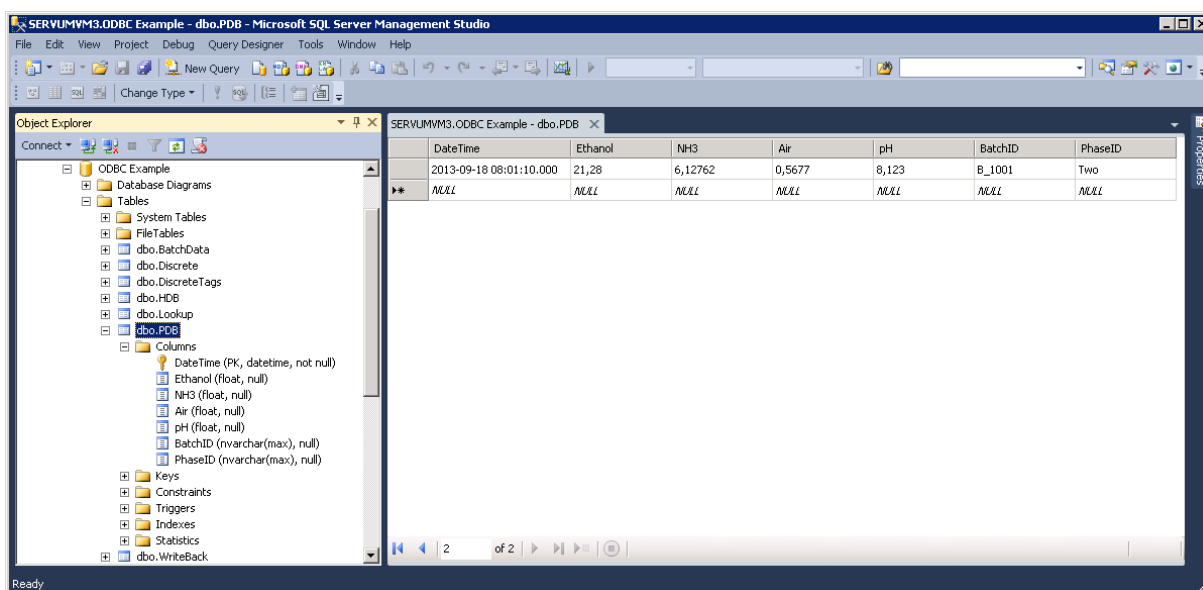 SERVUMVM3.ODBC Example - dbo.PDB - Microsoft SQL Server Management Studio
File Edit View Project Debug Query Designer Tools Window Help
New Query
Change Type
Object Explorer
Connect
ODBC Example
Database Diagrams
Tables
System Tables
FileTables
dbo.BatchData
dbo.Discrete
dbo.DiscreteTags
dbo.HDB
dbo.Lookup
dbo.PDB
Columns
DateTime (PK, datetime, not null)
Ethanol (float, null)
NH3 (float, null)
Air (float, null)
pH (float, null)
BatchID (nvarchar(max), null)
PhaseID (nvarchar(max), null)
Keys
Constraints
Triggers
Indexes
Statistics
dbo.WriteBack
SERVUMVM3.ODBC Example - dbo.PDB
DateTime Ethanol NH3 Air pH BatchID PhaseID
2013-09-18 08:01:10.000 21,28 6,12762 0,5677 8,123 B_1001 Two
NULL NULL NULL NULL NULL NULL NULL
2 of 2
Properties
Ready